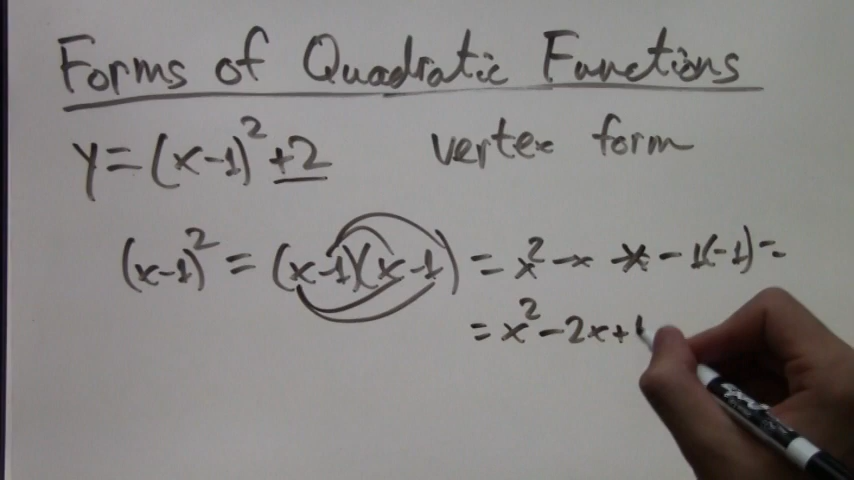 Forms of Quadratic Functions
y=(x-1)²+2 vertex form
(x-1)² = (x-1)(x-1) = x² -x -x -1(-1)=
= x² -2x+1
EXPO